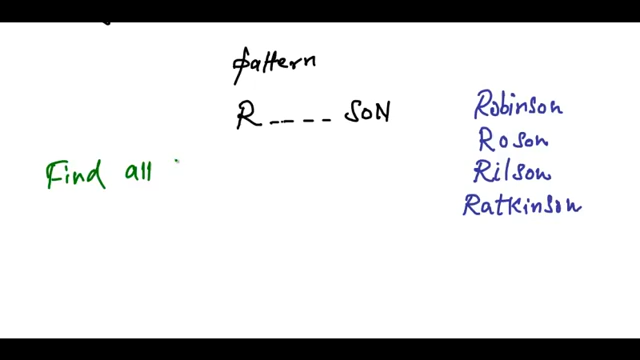 pattern
R ---- SON
Robinson
Roson
Rilson
Ratkinson
Find all